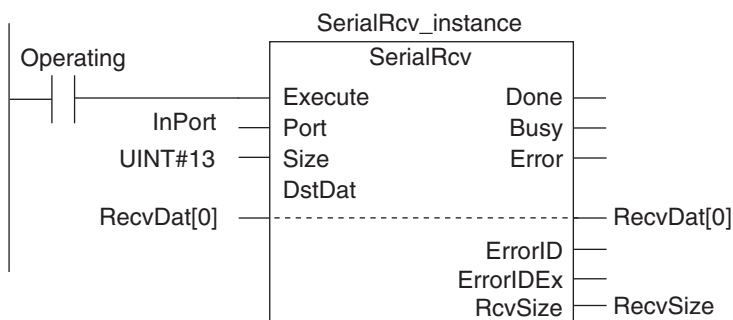 SerialRcv_instance
Operating
SerialRcv
Execute Done
InPort Port Busy
UINT#13 Size Error
DstDat
RecvDat[0] RecvDat[0]
ErrorID
ErrorIDEx
RcvSize RecvSize